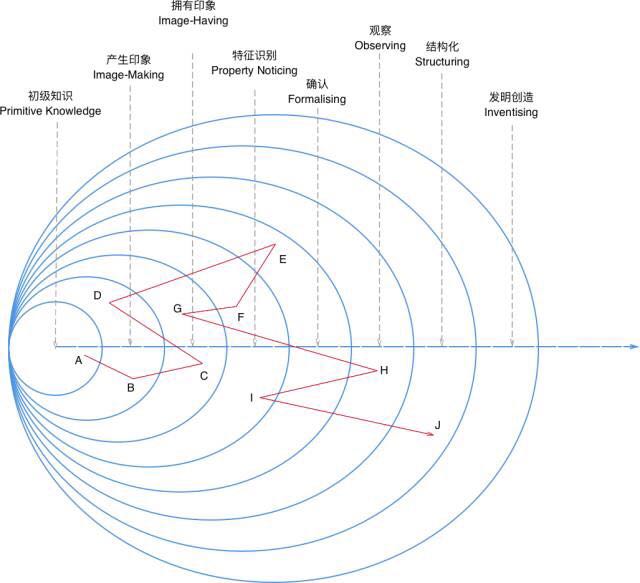 初级知识
Primitive Knowledge
产生印象
Image-Making
拥有印象
Image-Having
特征识别
Property Noticing
确认
Formalising
观察
Observing
结构化
Structuring
发明创造
Inventising
A
B
C
D
E
F
G
H
I
J